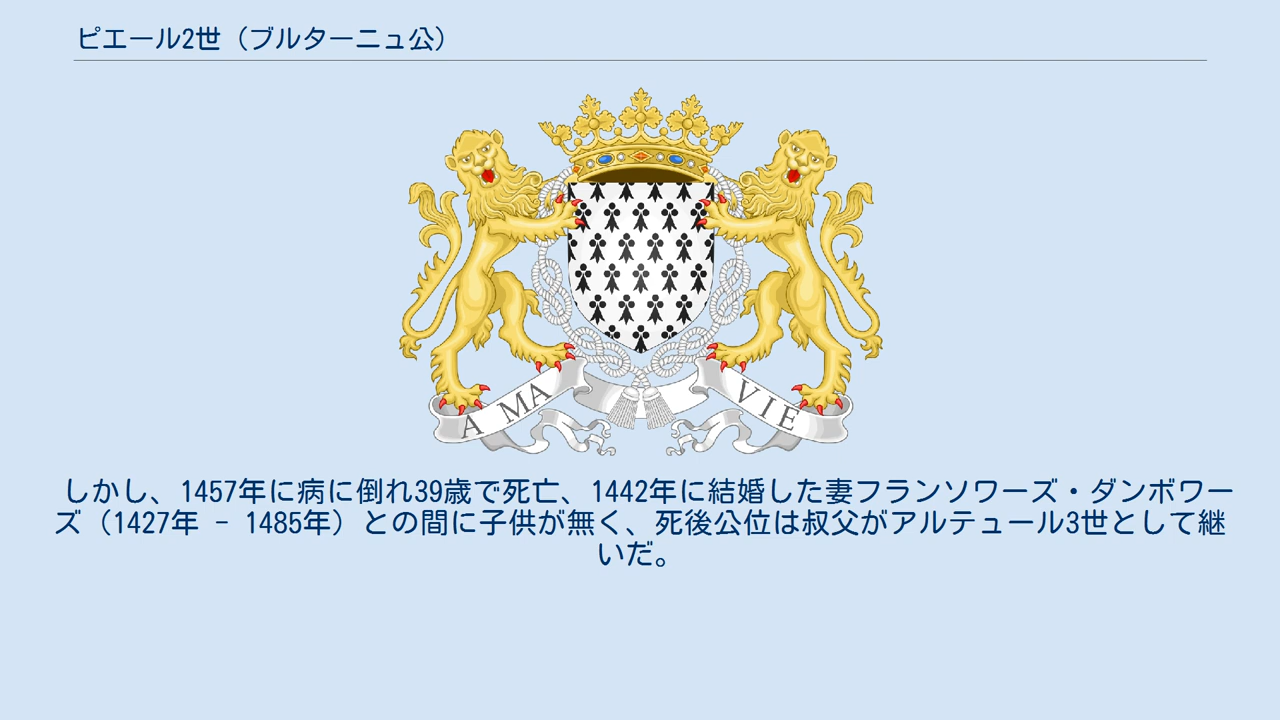 ピエール2世（ブルターニュ公）
A MA VIE
しかし、1457年に病に倒れ39歳で死亡、1442年に結婚した妻フランソワーズ・ダンボワー
ズ（1427年 - 1485年）との間に子供が無く、死後公位は叔父がアルテュール3世として継
いだ。